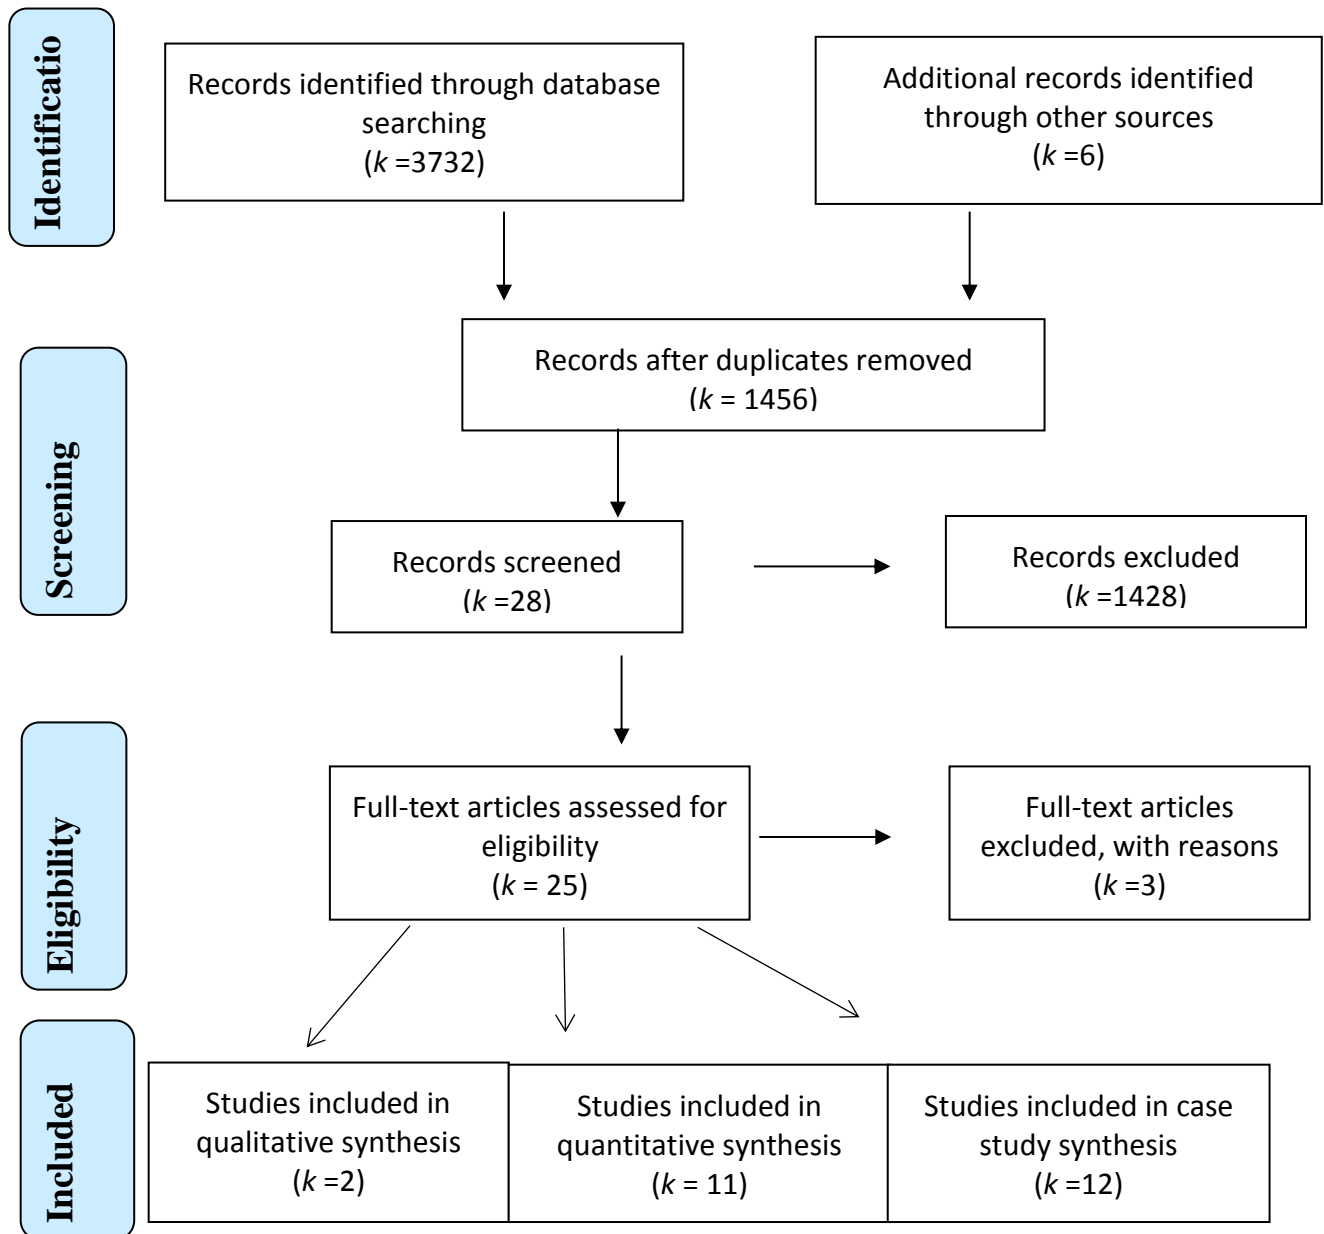 Identificatio
Records identified through database
searching
(k =3732)
Additional records identified
through other sources
(k =6)
Screening
Records after duplicates removed
(k = 1456)
Records screened
(k =28)
Records excluded
(k =1428)
Eligibility
Full-text articles assessed for
eligibility
(k = 25)
Full-text articles
excluded, with reasons
(k =3)
Included
Studies included in
qualitative synthesis
(k =2)
Studies included in
quantitative synthesis
(k = 11)
Studies included in case
study synthesis
(k =12)